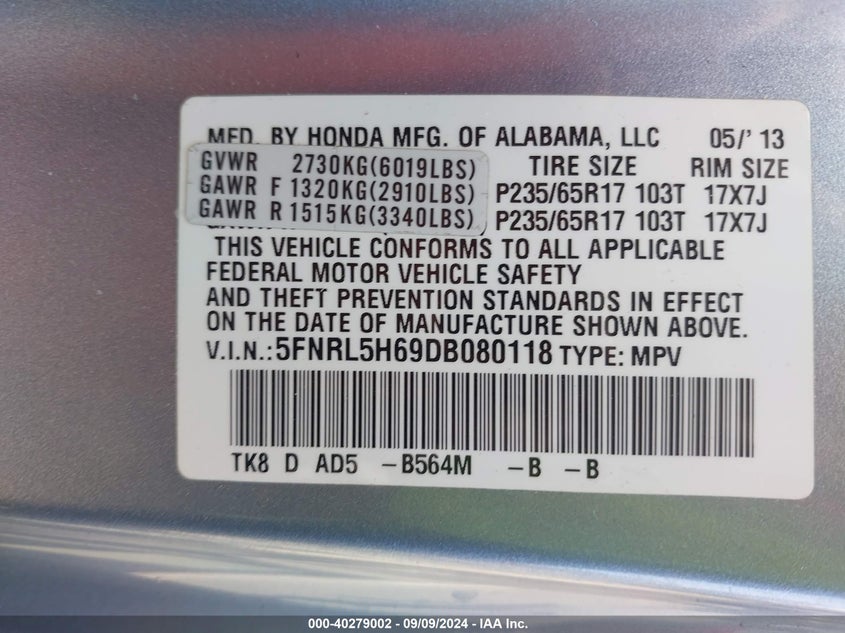 MFD. BY HONDA MFG. OF ALABAMA, LLC 05/' 13
GVWR 2730KG(6019LBS) TIRE SIZE RIM SIZE
GAWR F 1320KG(2910LBS) P235/65R17 103T 17X7J
GAWR R 1515KG(3340LBS) P235/65R17 103T 17X7J
THIS VEHICLE CONFORMS TO ALL APPLICABLE
FEDERAL MOTOR VEHICLE SAFETY
AND THEFT PREVENTION STANDARDS IN EFFECT
ON THE DATE OF MANUFACTURE SHOWN ABOVE.
V.I.N.:5FNRL5H69DB080118 TYPE: MPV
TK8 D AD5 -B564M -B -B
000-40279002 - 09/09/2024 - IAA Inc.